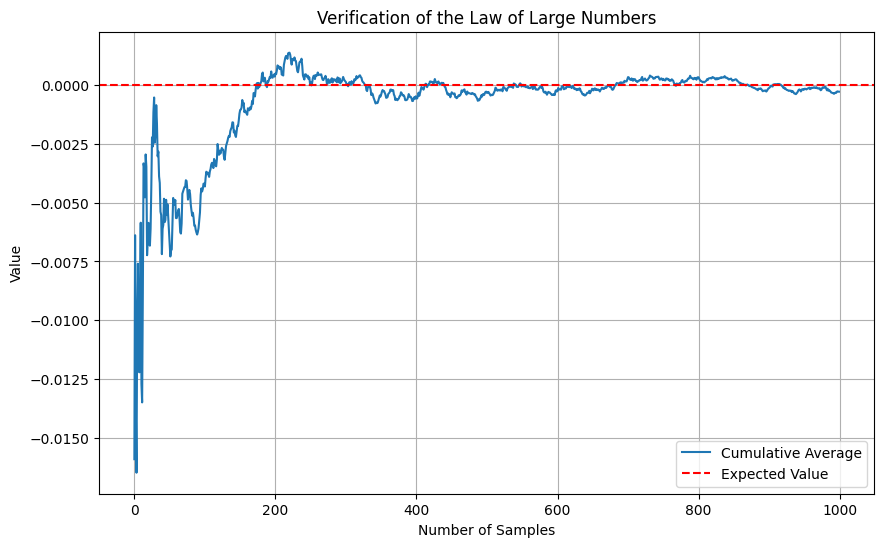 Verification of the Law of Large Numbers
0.0000
−0.0025
−0.0050
−0.0075
−0.0100
−0.0125
−0.0150
Value
0
200
400
600
800
1000
Number of Samples
Cumulative Average
Expected Value